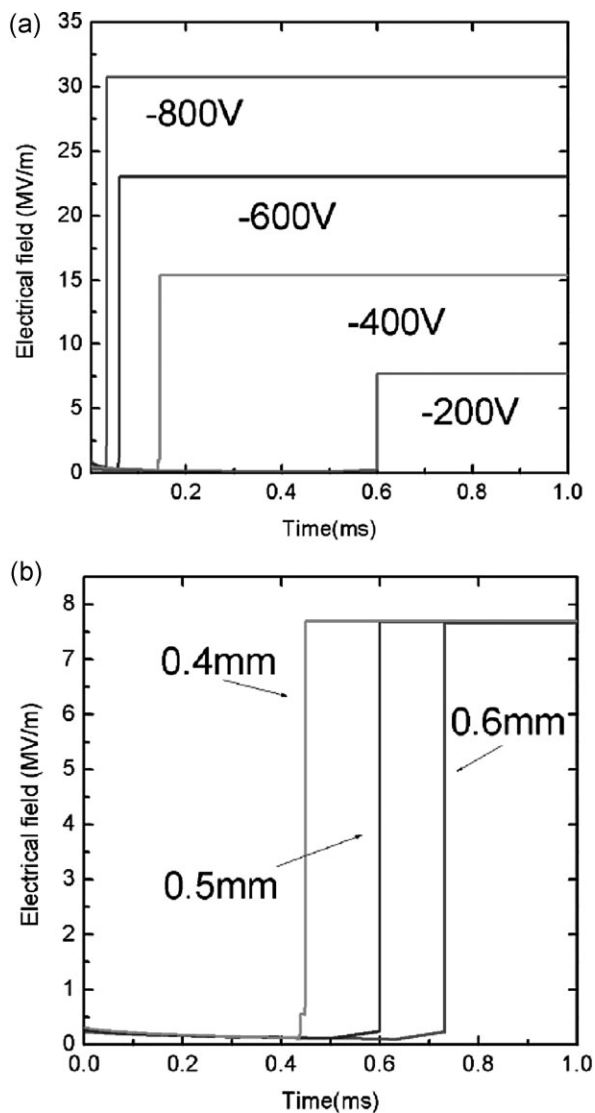 (a)
35
30
25
20
15
10
5
0
Electrical field (MV/m)
-800V
-600V
-400V
-200V
0.2 0.4 0.6 0.8 1.0
Time(ms)
(b)
8
7
6
5
4
3
2
1
0
Electrical field (MV/m)
0.4mm
0.6mm
0.5mm
0.0 0.2 0.4 0.6 0.8 1.0
Time(ms)